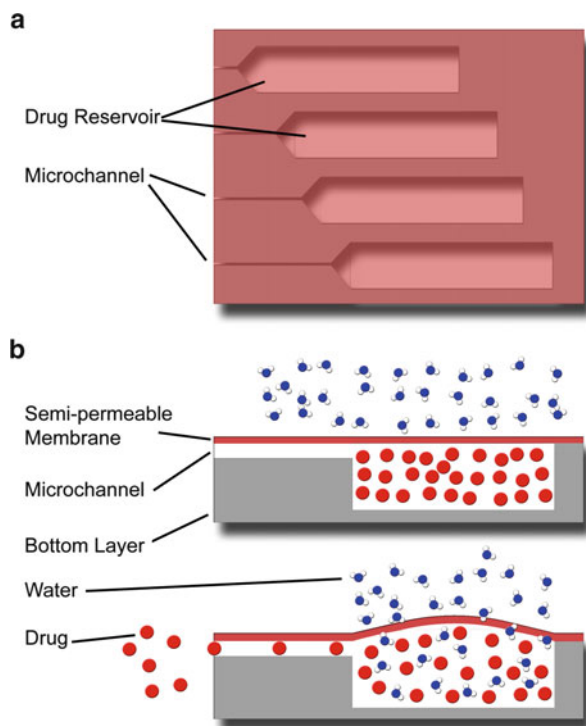 a
Drug Reservoir
Microchannel
b
Semi-permeable
Membrane
Microchannel
Bottom Layer
Water
Drug